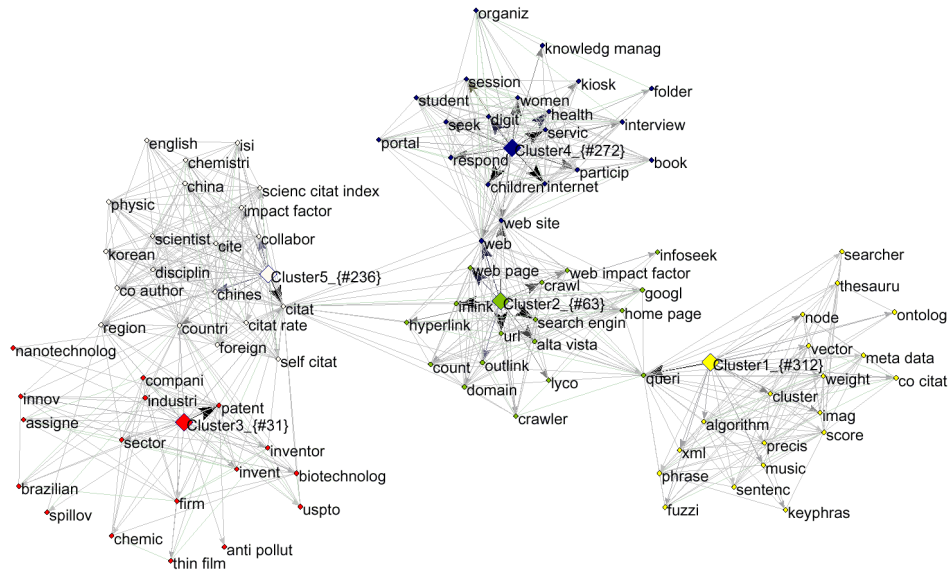 organiz
knowledg manag
session
kiosk
folder
student
women
digit
health
seek
servic
interview
portal
Cluster4_{#272}
respond
particip
book
children
internet
english
isi
chemistri
china
scienc citat index
physic
impact factor
scientist
cite
collabor
korean
disciplin
Cluster5_{#236}
co author
chines
citat
region
countri
citat rate
foreign
self citat
web site
web
web page
web impact factor
infoseek
crawl
inlink
Cluster2_{#63}
googl
home page
hyperlink
search engin
url
alta vista
count
outlink
domain
lyco
crawler
searcher
thesauru
node
ontolog
vector
meta data
queri
Cluster1_{#312}
weight
co citat
cluster
imag
algorithm
score
precis
xml
music
phrase
sentenc
fuzzi
keyphras
nanotechnolog
compani
innov
industri
patent
assigne
Cluster3_{#31}
sector
inventor
invent
biotechnolog
brazilian
firm
uspto
spillov
chemic
anti pollut
thin film